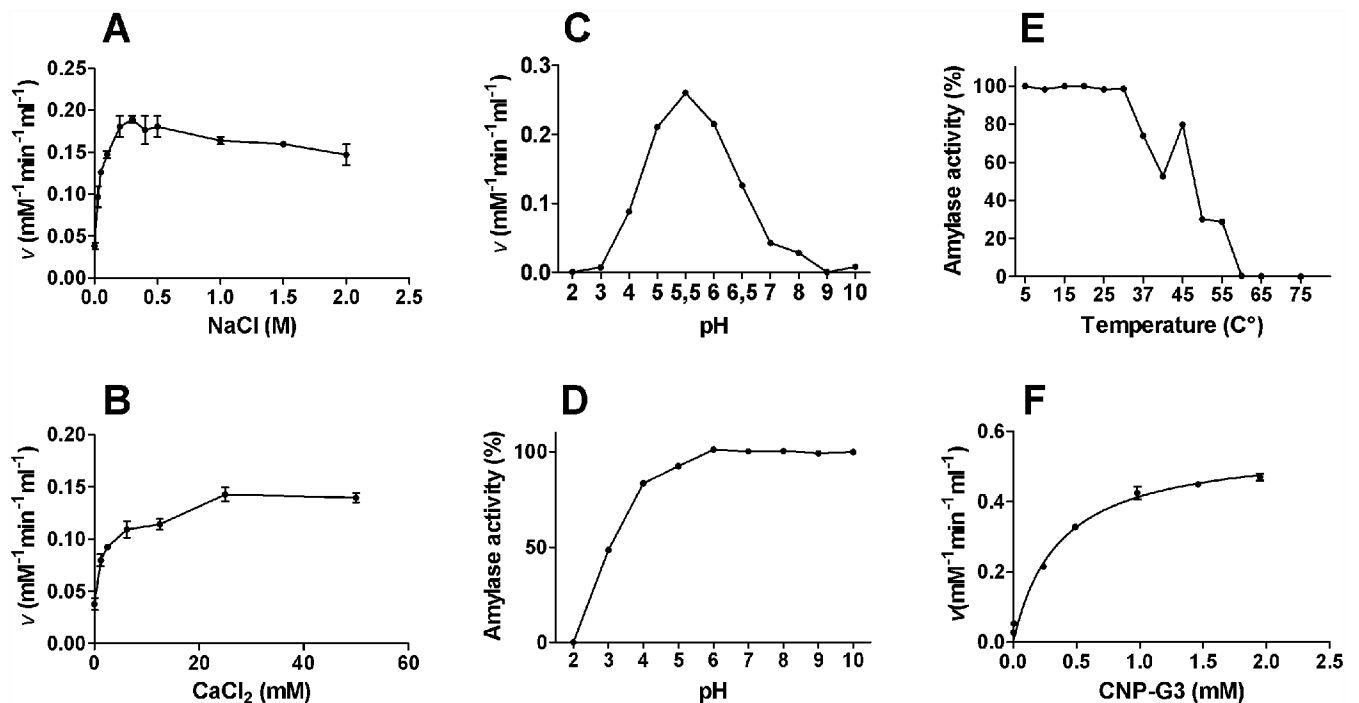 A
v (mM⁻¹min⁻¹ml⁻¹)
0.25
0.20
0.15
0.10
0.05
0.00
0.0 0.5 1.0 1.5 2.0 2.5
NaCl (M)
C
v (mM⁻¹min⁻¹ml⁻¹)
0.3
0.2
0.1
0.0
2 3 4 5 5,5 6 6,5 7 8 9 10
pH
E
Amylase activity (%)
100
80
60
40
20
0
5 15 25 37 45 55 65 75
Temperature (C°)
B
v (mM⁻¹min⁻¹ml⁻¹)
0.20
0.15
0.10
0.05
0.00
0 20 40 60
CaCl₂ (mM)
D
Amylase activity (%)
100
50
0
2 3 4 5 6 7 8 9 10
pH
F
v(mM⁻¹min⁻¹ml⁻¹)
0.6
0.4
0.2
0.0
0.0 0.5 1.0 1.5 2.0 2.5
CNP-G3 (mM)